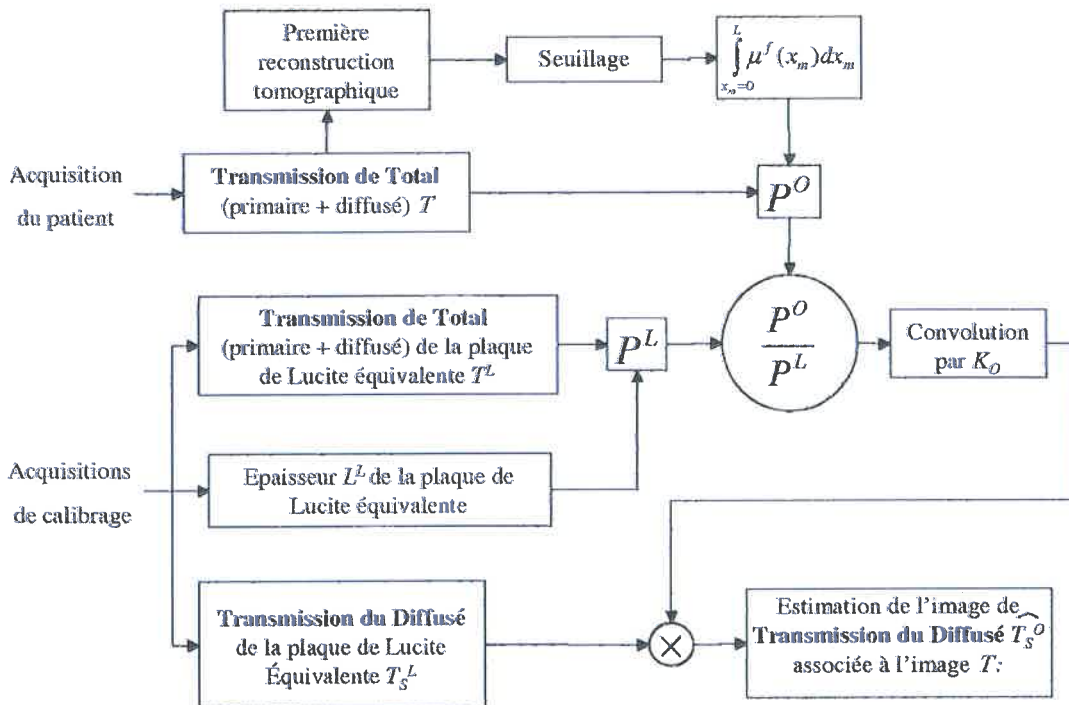 Première
reconstruction
tomographique
Seuillage
L
∫ μ^f (x_m)dx_m
x_m=0
Acquisition
du patient
Transmission de Total
(primaire + diffusé) T
P^O
Transmission de Total
(primaire + diffusé) de la plaque
de Lucite équivalente T^L
P^L
P^O
P^L
Convolution
par K_O
Acquisitions
de calibrage
Epaisseur L^L de la plaque de
Lucite équivalente
Transmission du Diffusé
de la plaque de Lucite
Équivalente T_S^L
×
Estimation de l'image de
Transmission du Diffusé \widehat{T_S^O}
associée à l'image T: